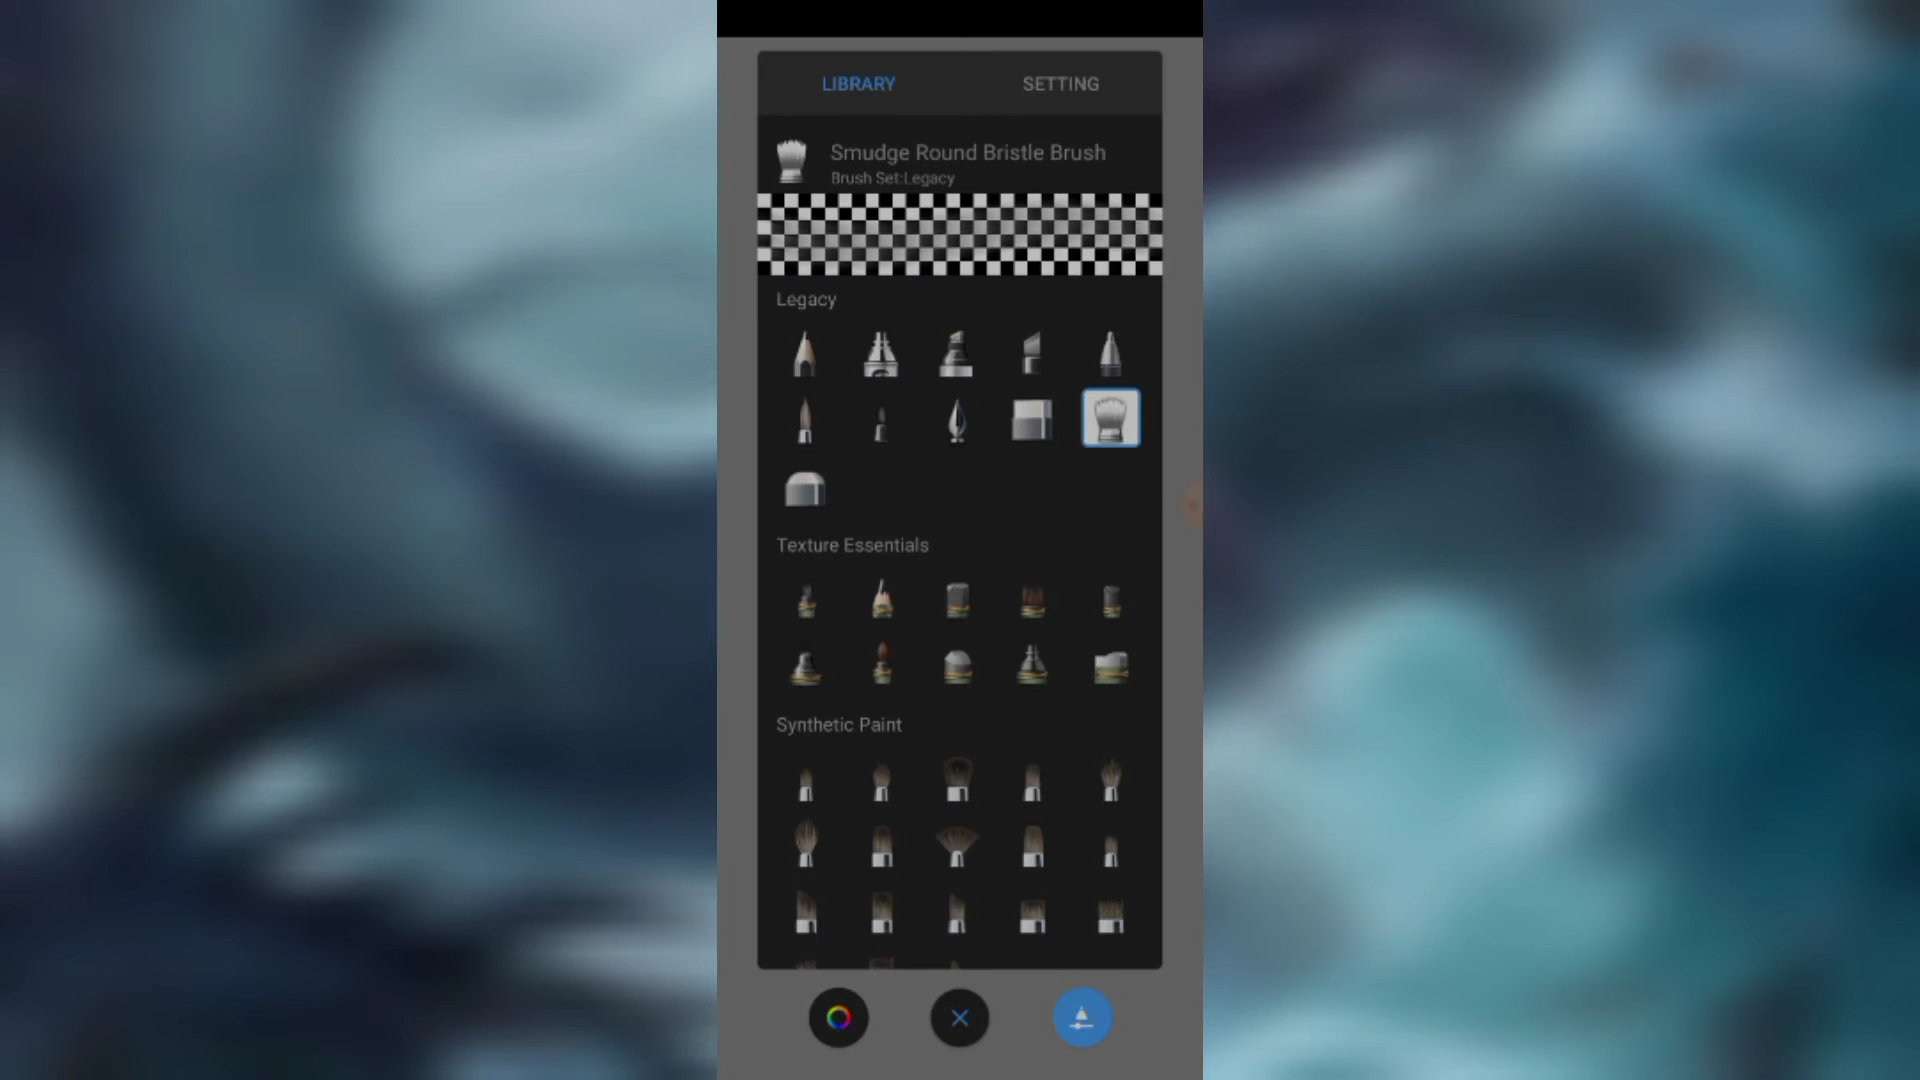 LIBRARY
SETTING
Smudge Round Bristle Brush
Brush Set:Legacy
Legacy
Texture Essentials
Synthetic Paint